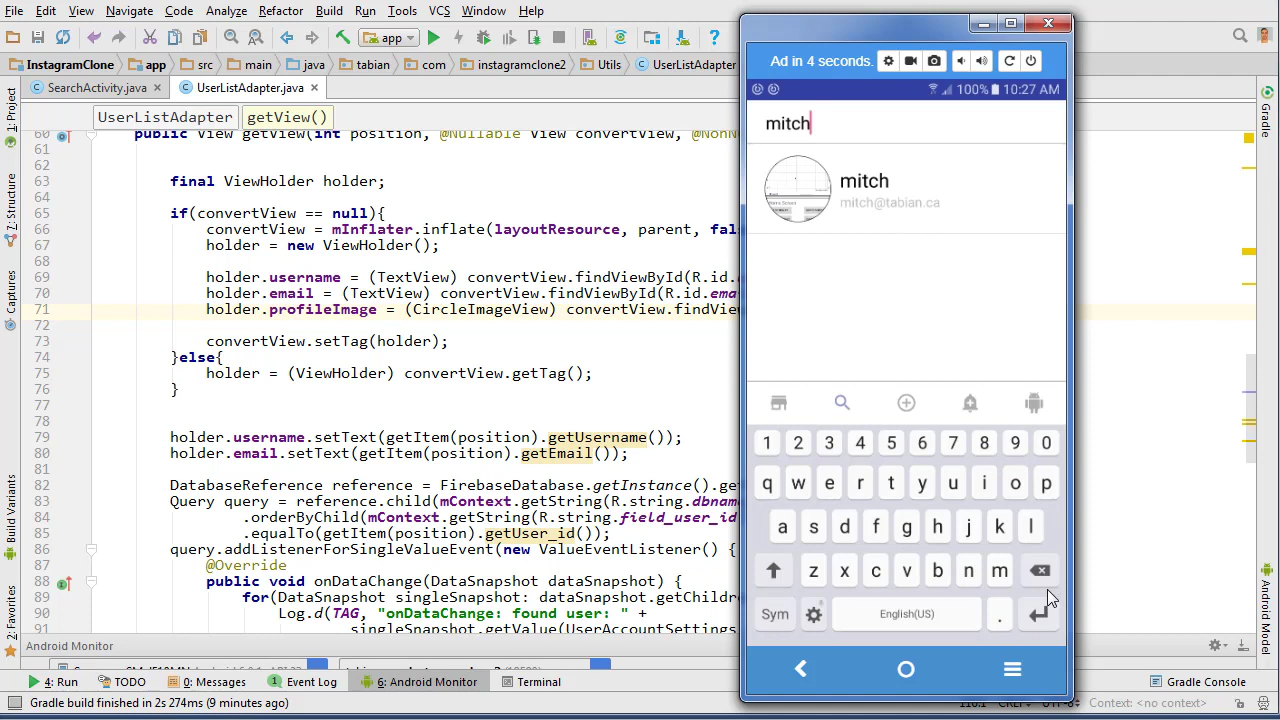 File Edit View Navigate Code Analyze Refactor Build Run Tools VCS Window Help
app
InstagramClone app src main java tabian com instagramclone2 Utils UserListAdapter
SearchActivity.java UserListAdapter.java
UserListAdapter getView()
60 public View getView(int position, @Nullable View convertView, @NonN
61
62
63 final ViewHolder holder;
64
65 if(convertView == null){
66 convertView = mInflater.inflate(layoutResource, parent, fal
67 holder = new ViewHolder();
68
69 holder.username = (TextView) convertView.findViewById(R.id.
70 holder.email = (TextView) convertView.findViewById(R.id.ema
71 holder.profileImage = (CircleImageView) convertView.findView
72
73 convertView.setTag(holder);
74 }else{
75 holder = (ViewHolder) convertView.getTag();
76 }
77
78
79 holder.username.setText(getItem(position).getUsername());
80 holder.email.setText(getItem(position).getEmail());
81
82 DatabaseReference reference = FirebaseDatabase.getInstance().ge
83 Query query = reference.child(mContext.getString(R.string.dbnam
84 .orderByChild(mContext.getString(R.string.field_user_id
85 .equalTo(getItem(position).getUser_id());
86 query.addListenerForSingleValueEvent(new ValueEventListener() {
87 @Override
88 public void onDataChange(DataSnapshot dataSnapshot) {
89 for(DataSnapshot singleSnapshot: dataSnapshot.getChildre
90 Log.d(TAG, "onDataChange: found user: " +
91 singleSnapshot.getValue(UserAccountSettings
1: Project
7: Structure
Captures
Build Variants
2: Favorites
Gradle
Android Model
Android Monitor
4: Run TODO 0: Messages Event Log 6: Android Monitor Terminal Gradle Console
Gradle build finished in 2s 274ms (9 minutes ago)
Context: <no context>
Ad in 4 seconds.
100% 10:27 AM
mitch
mitch
mitch@tabian.ca
1 2 3 4 5 6 7 8 9 0
q w e r t y u i o p
a s d f g h j k l
z x c v b n m
Sym English(US) .